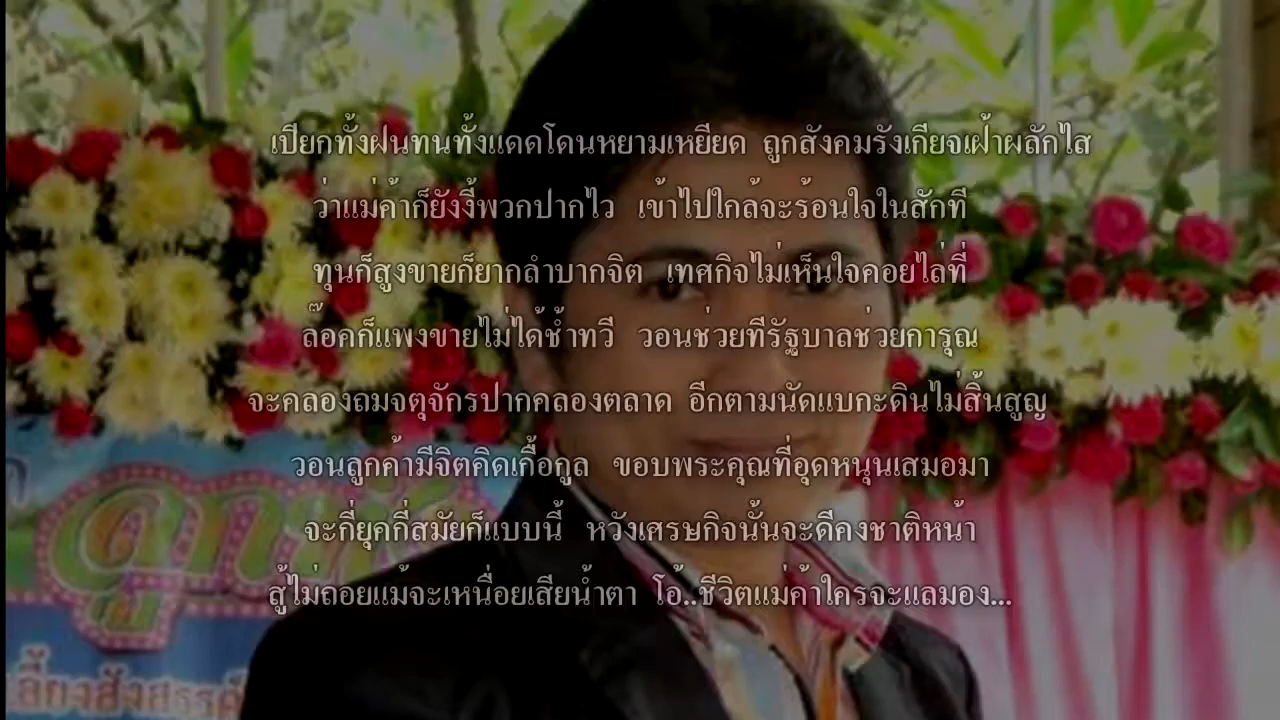 เปียกทั้งฝนทนทั้งแดดโดนหยามเหยียด ถูกสังคมรังเกียจเฝ้าผลักไส
ว่าแม่ค้าก็ยังงี้พวกปากไว เข้าไปใกล้จะร้อนใจในสักที
ทุนก็สูงขายก็ยากลำบากจิต เทศกิจไม่เห็นใจคอยไล่ที่
ล๊อคก็แพงขายไม่ได้ช้ำทวี วอนช่วยทีรัฐบาลช่วยการุณ
จะคลองถมจตุจักรปากคลองตลาด อีกตามนัดแบกะดินไม่สิ้นสูญ
วอนลูกค้ามีจิตคิดเกื้อกูล ขอบพระคุณที่อุดหนุนเสมอมา
จะกี่ยุคกี่สมัยก็แบบนี้ หวังเศรษกิจนั้นจะดีคงชาติหน้า
สู้ไม่ถอยแม้จะเหนื่อยเสียน้ำตา โอ้..ชีวิตแม่ค้าใครจะแลมอง...